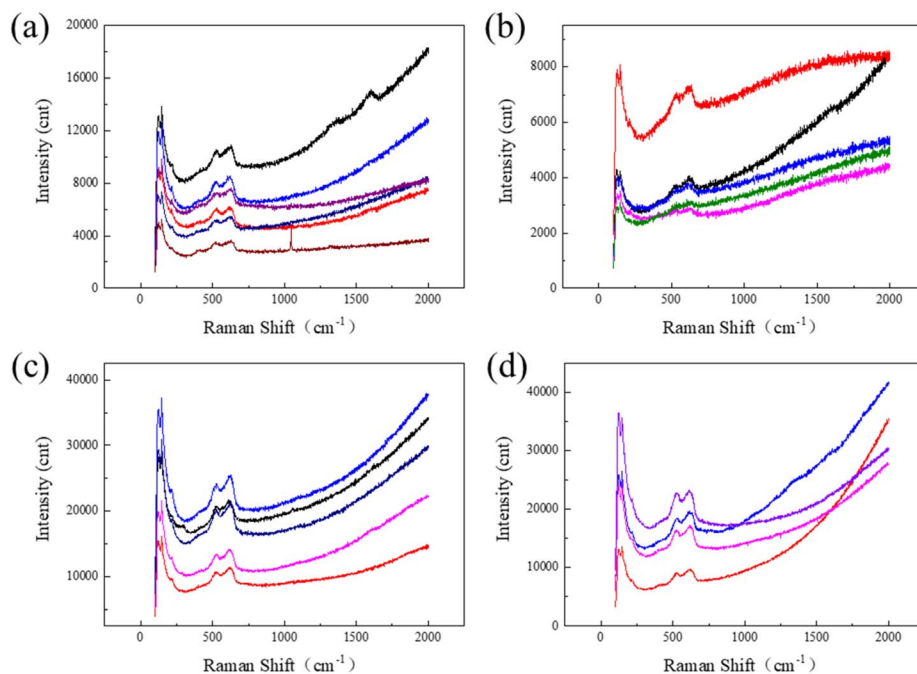 (a)
20000
16000
12000
8000
4000
0
Intensity (cnt)
0 500 1000 1500 2000
Raman Shift（cm-1）
(b)
8000
6000
4000
2000
0
Intensity (cnt)
0 500 1000 1500 2000
Raman Shift（cm-1）
(c)
40000
30000
20000
10000
Intensity (cnt)
0 500 1000 1500 2000
Raman Shift（cm-1）
(d)
40000
30000
20000
10000
0
Intensity (cnt)
0 500 1000 1500 2000
Raman Shift（cm-1）